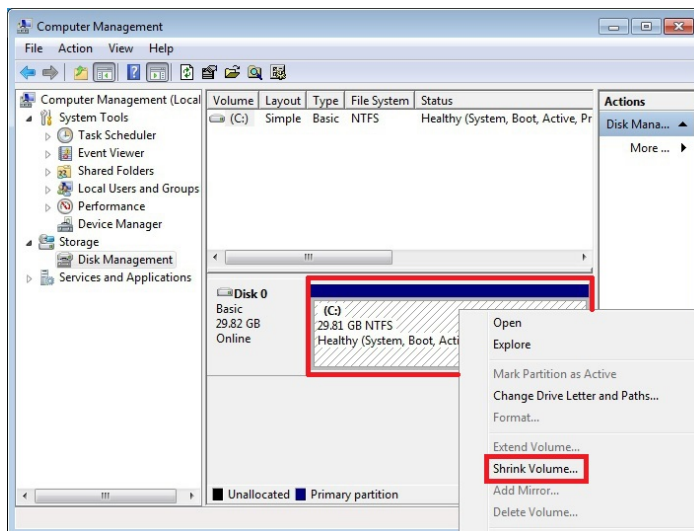 Computer Management
File Action View Help
Computer Management (Local
System Tools
Task Scheduler
Event Viewer
Shared Folders
Local Users and Groups
Performance
Device Manager
Storage
Disk Management
Services and Applications
Volume Layout Type File System Status
(C:) Simple Basic NTFS Healthy (System, Boot, Active, Pr
Actions
Disk Mana...
More ...
Disk 0
Basic
29.82 GB
Online
(C:)
29.81 GB NTFS
Healthy (System, Boot, Acti
Open
Explore
Mark Partition as Active
Change Drive Letter and Paths...
Format...
Extend Volume...
Shrink Volume...
Add Mirror...
Delete Volume...
Unallocated Primary partition